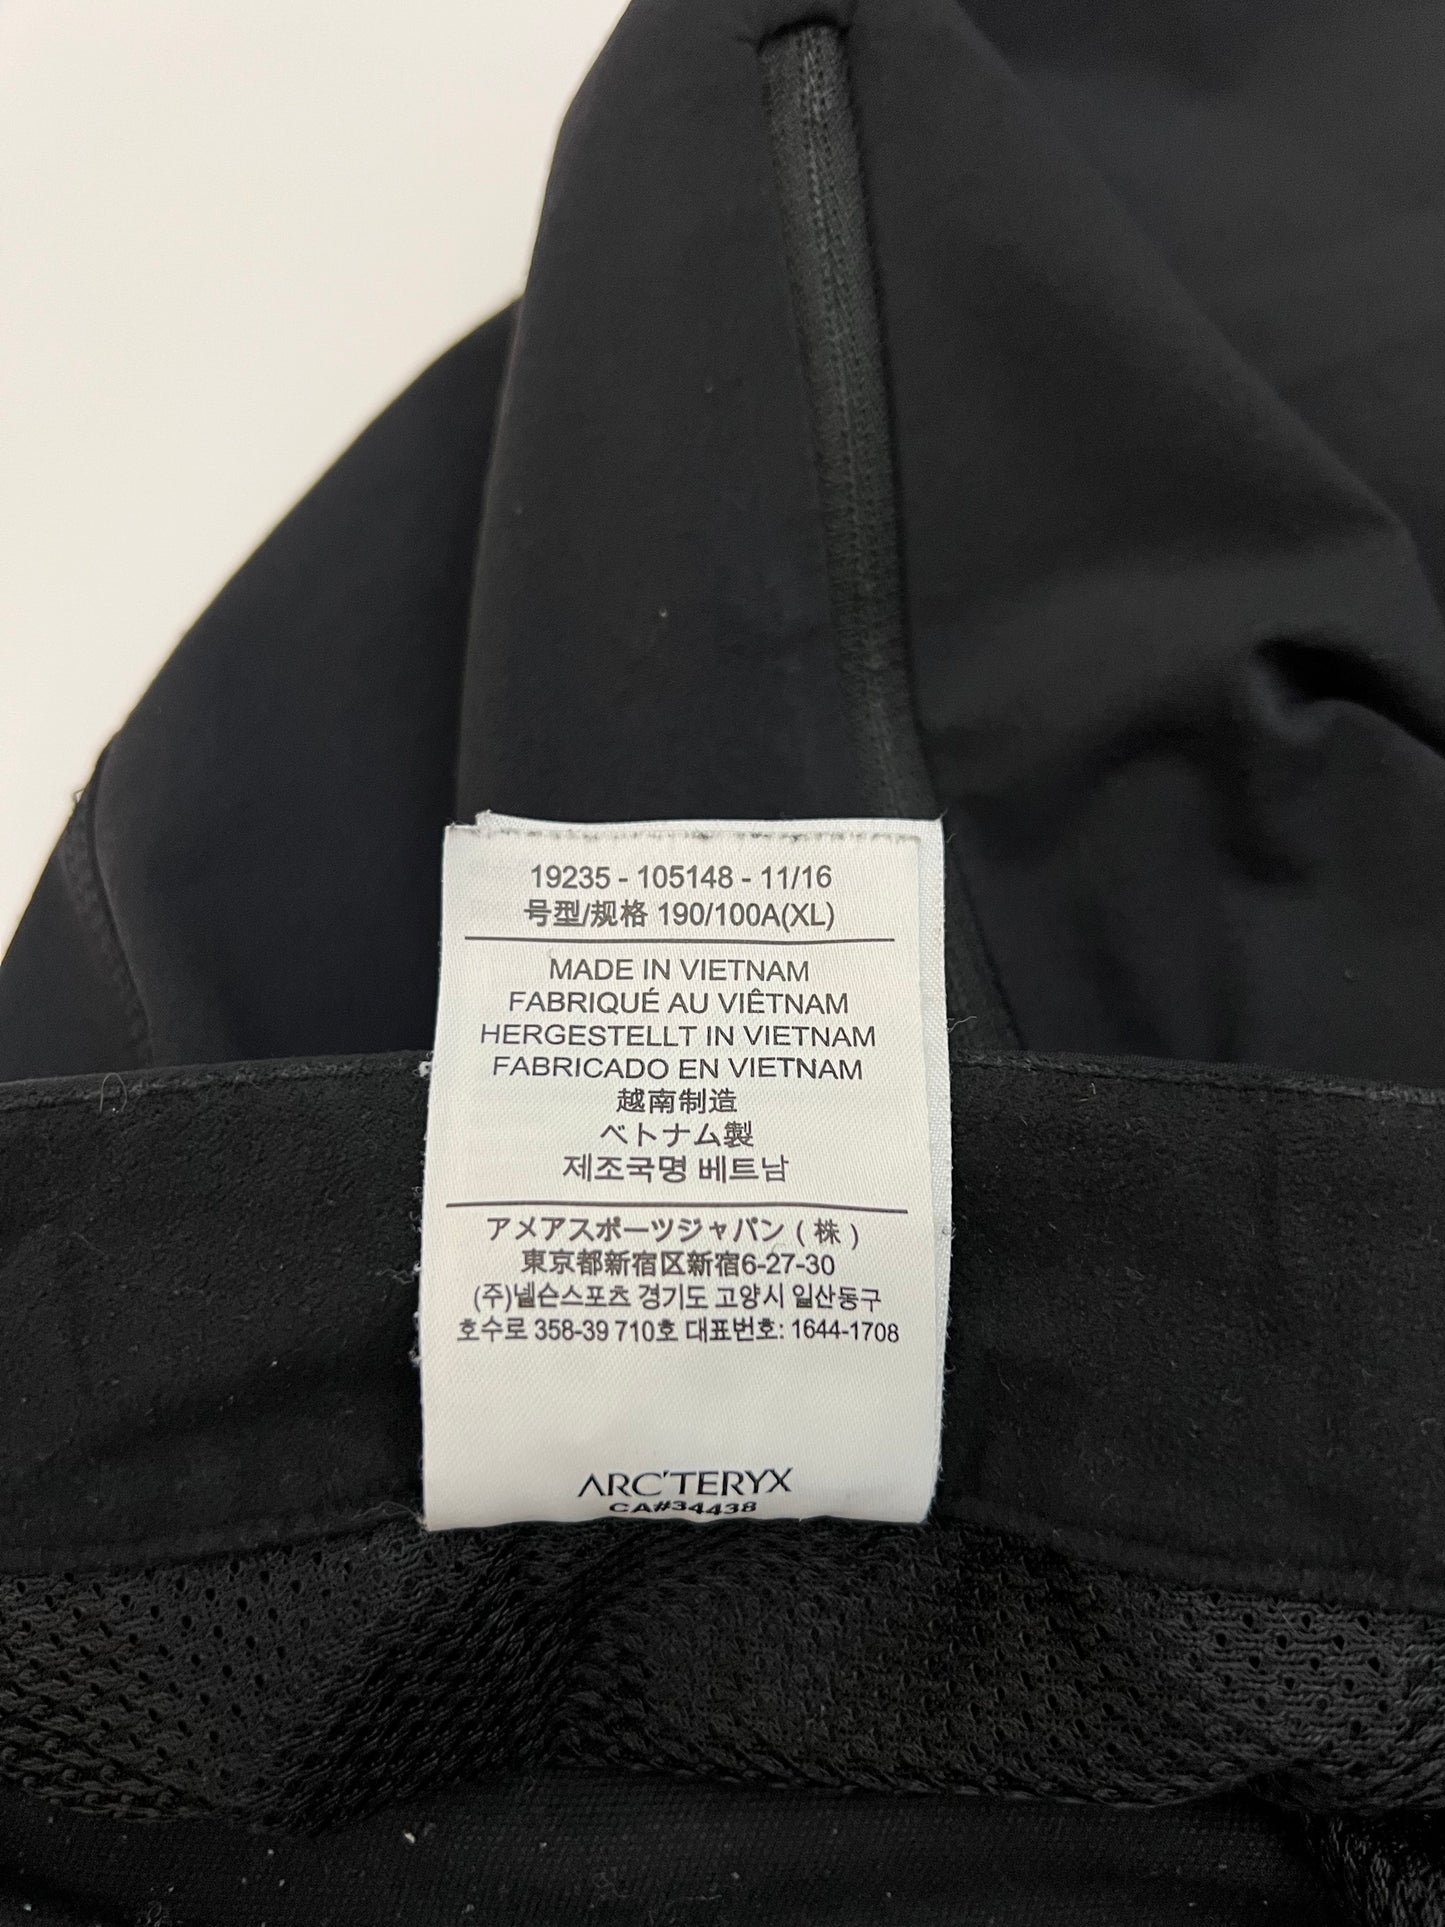 19235 - 105148 - 11/16
号型/规格 190/100A(XL)
MADE IN VIETNAM
FABRIQUÉ AU VIÊTNAM
HERGESTELLT IN VIETNAM
FABRICADO EN VIETNAM
越南制造
ベトナム製
제조국명 베트남
アメアスポーツジャパン ( 株 )
東京都新宿区新宿6-27-30
(주)넬슨스포츠 경기도 고양시 일산동구
호수로 358-39 710호 대표번호: 1644-1708
ARC'TERYX
CA#34438